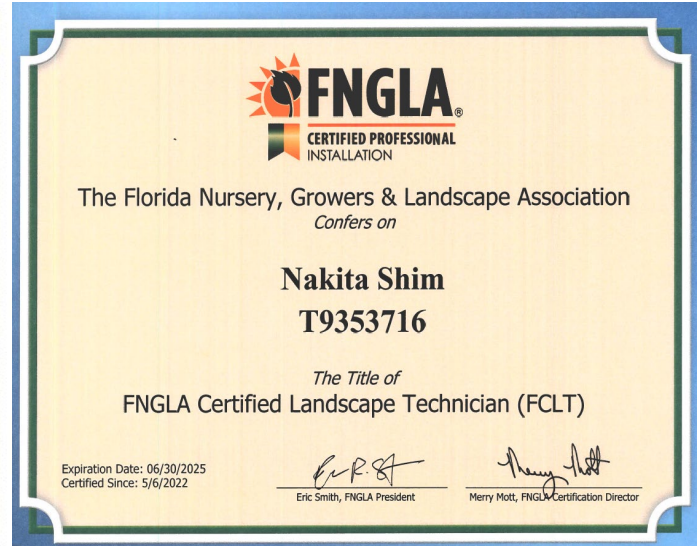 FNGLA®
CERTIFIED PROFESSIONAL
INSTALLATION
The Florida Nursery, Growers & Landscape Association
Confers on
Nakita Shim
T9353716
The Title of
FNGLA Certified Landscape Technician (FCLT)
Expiration Date: 06/30/2025
Certified Since: 5/6/2022
Eric Smith, FNGLA President
Merry Mott, FNGLA Certification Director